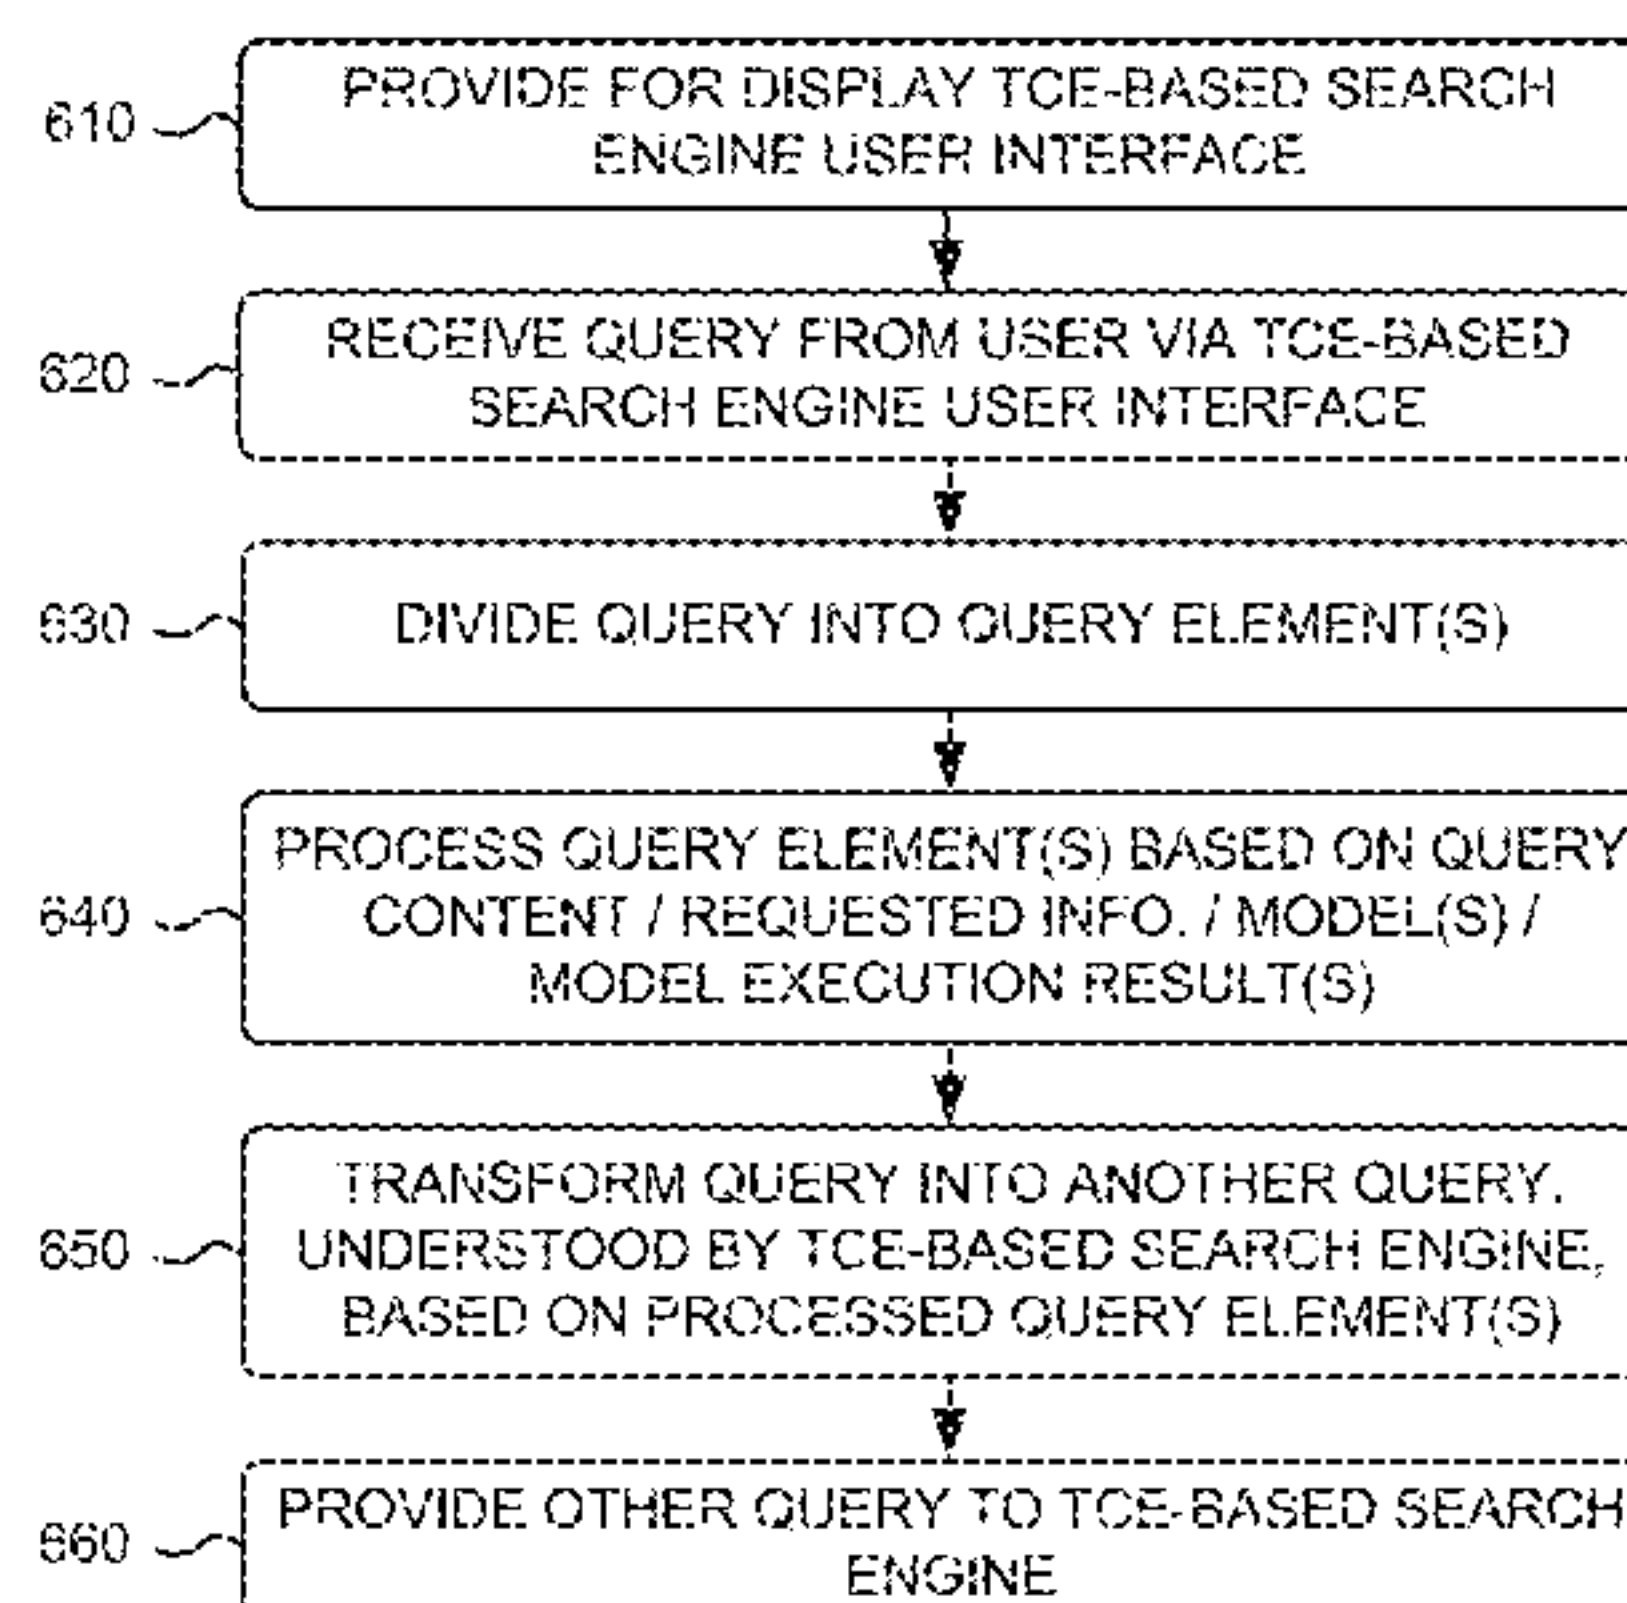 610
PROVIDE FOR DISPLAY TCE-BASED SEARCH
ENGINE USER INTERFACE
620
RECEIVE QUERY FROM USER VIA TCE-BASED
SEARCH ENGINE USER INTERFACE
630
DIVIDE QUERY INTO QUERY ELEMENT(S)
640
PROCESS QUERY ELEMENT(S) BASED ON QUERY
CONTENT / REQUESTED INFO. / MODEL(S) /
MODEL EXECUTION RESULT(S)
650
TRANSFORM QUERY INTO ANOTHER QUERY,
UNDERSTOOD BY TCE-BASED SEARCH ENGINE,
BASED ON PROCESSED QUERY ELEMENT(S)
660
PROVIDE OTHER QUERY TO TCE-BASED SEARCH
ENGINE